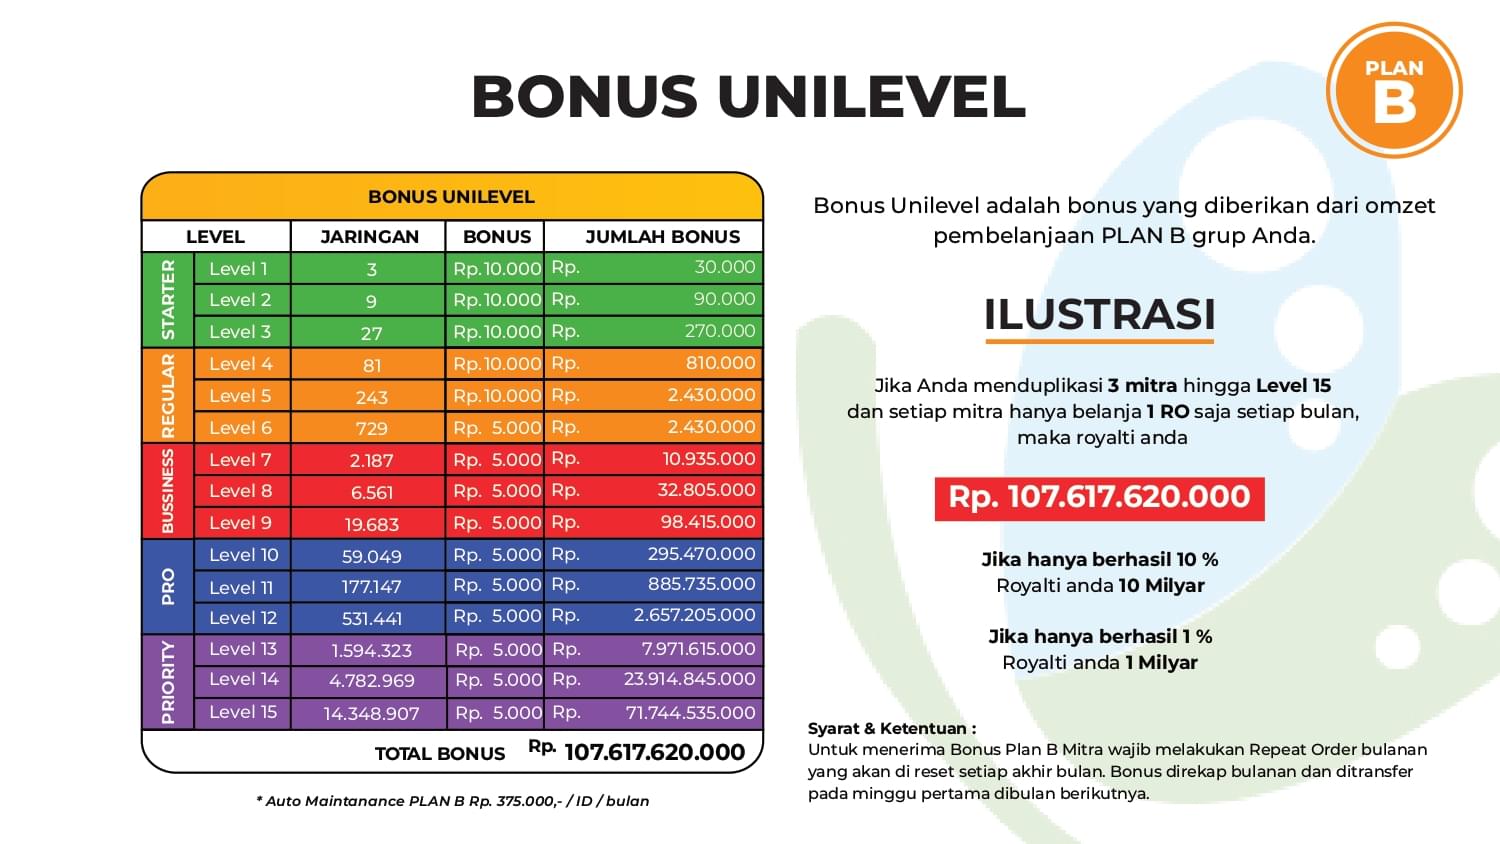 PLAN
B
BONUS UNILEVEL
BONUS UNILEVEL
LEVEL JARINGAN BONUS JUMLAH BONUS
STARTER
Level 1 3 Rp.10.000 Rp. 30.000
Level 2 9 Rp.10.000 Rp. 90.000
Level 3 27 Rp.10.000 Rp. 270.000
REGULAR
Level 4 81 Rp.10.000 Rp. 810.000
Level 5 243 Rp.10.000 Rp. 2.430.000
Level 6 729 Rp. 5.000 Rp. 2.430.000
BUSSINESS
Level 7 2.187 Rp. 5.000 Rp. 10.935.000
Level 8 6.561 Rp. 5.000 Rp. 32.805.000
Level 9 19.683 Rp. 5.000 Rp. 98.415.000
PRO
Level 10 59.049 Rp. 5.000 Rp. 295.470.000
Level 11 177.147 Rp. 5.000 Rp. 885.735.000
Level 12 531.441 Rp. 5.000 Rp. 2.657.205.000
PRIORITY
Level 13 1.594.323 Rp. 5.000 Rp. 7.971.615.000
Level 14 4.782.969 Rp. 5.000 Rp. 23.914.845.000
Level 15 14.348.907 Rp. 5.000 Rp. 71.744.535.000
TOTAL BONUS Rp. 107.617.620.000
* Auto Maintanance PLAN B Rp. 375.000,- / ID / bulan
Bonus Unilevel adalah bonus yang diberikan dari omzet
pembelanjaan PLAN B grup Anda.
ILUSTRASI
Jika Anda menduplikasi 3 mitra hingga Level 15
dan setiap mitra hanya belanja 1 RO saja setiap bulan,
maka royalti anda
Rp. 107.617.620.000
Jika hanya berhasil 10 %
Royalti anda 10 Milyar
Jika hanya berhasil 1 %
Royalti anda 1 Milyar
Syarat & Ketentuan :
Untuk menerima Bonus Plan B Mitra wajib melakukan Repeat Order bulanan
yang akan di reset setiap akhir bulan. Bonus direkap bulanan dan ditransfer
pada minggu pertama dibulan berikutnya.